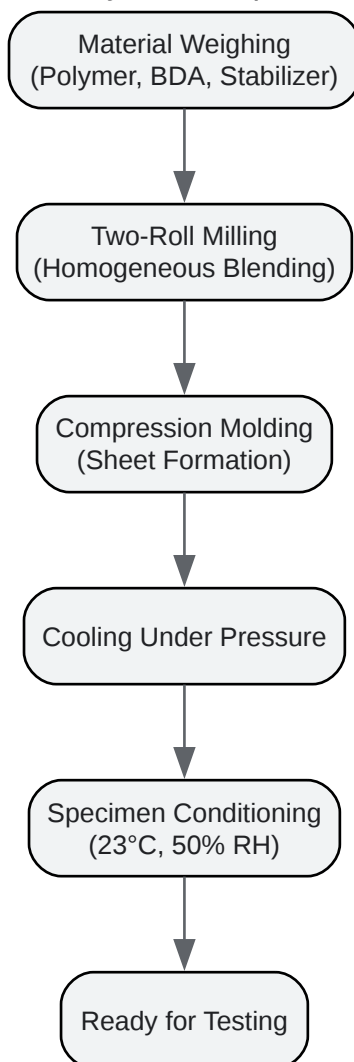 Material Weighing
(Polymer, BDA, Stabilizer)
Two-Roll Milling
(Homogeneous Blending)
Compression Molding
(Sheet Formation)
Cooling Under Pressure
Specimen Conditioning
(23°C, 50% RH)
Ready for Testing